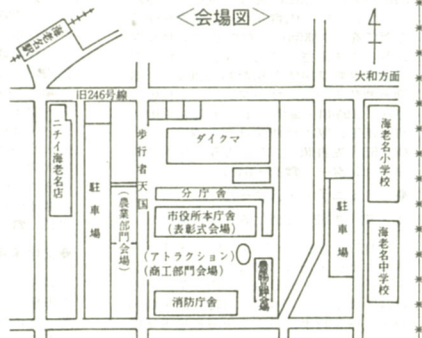 <会場図>
海老名駅
大和方面
旧246号線
ニチイ海老名店
駐車場
(農業部門会場)
歩行者天国
ダイクマ
分庁舎
市役所本庁舎
(表彰式会場)
(アトラクション)
(商工部門会場)
消防庁舎
駐車場
海老名小学校
海老名中学校